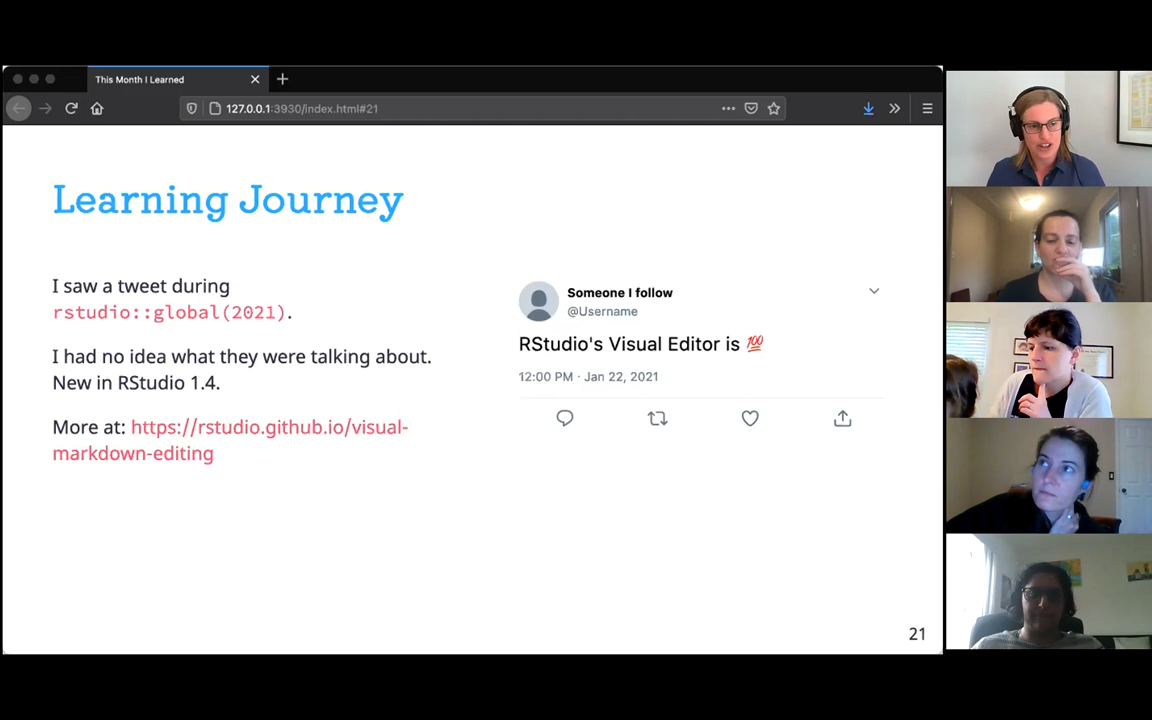 This Month I Learned
127.0.0.1:3930/index.html#21
Learning Journey
I saw a tweet during
rstudio::global(2021).
I had no idea what they were talking about.
New in RStudio 1.4.
More at: https://rstudio.github.io/visual-
markdown-editing
Someone I follow
@Username
RStudio's Visual Editor is 💯
12:00 PM · Jan 22, 2021
21